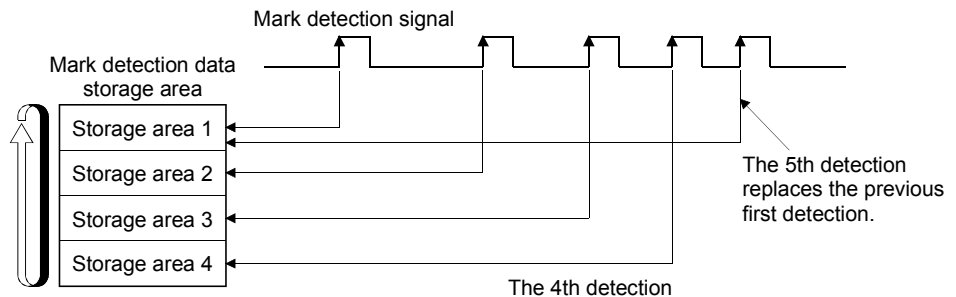 Mark detection signal
Mark detection data
storage area
Storage area 1
Storage area 2
Storage area 3
Storage area 4
The 5th detection
replaces the previous
first detection.
The 4th detection